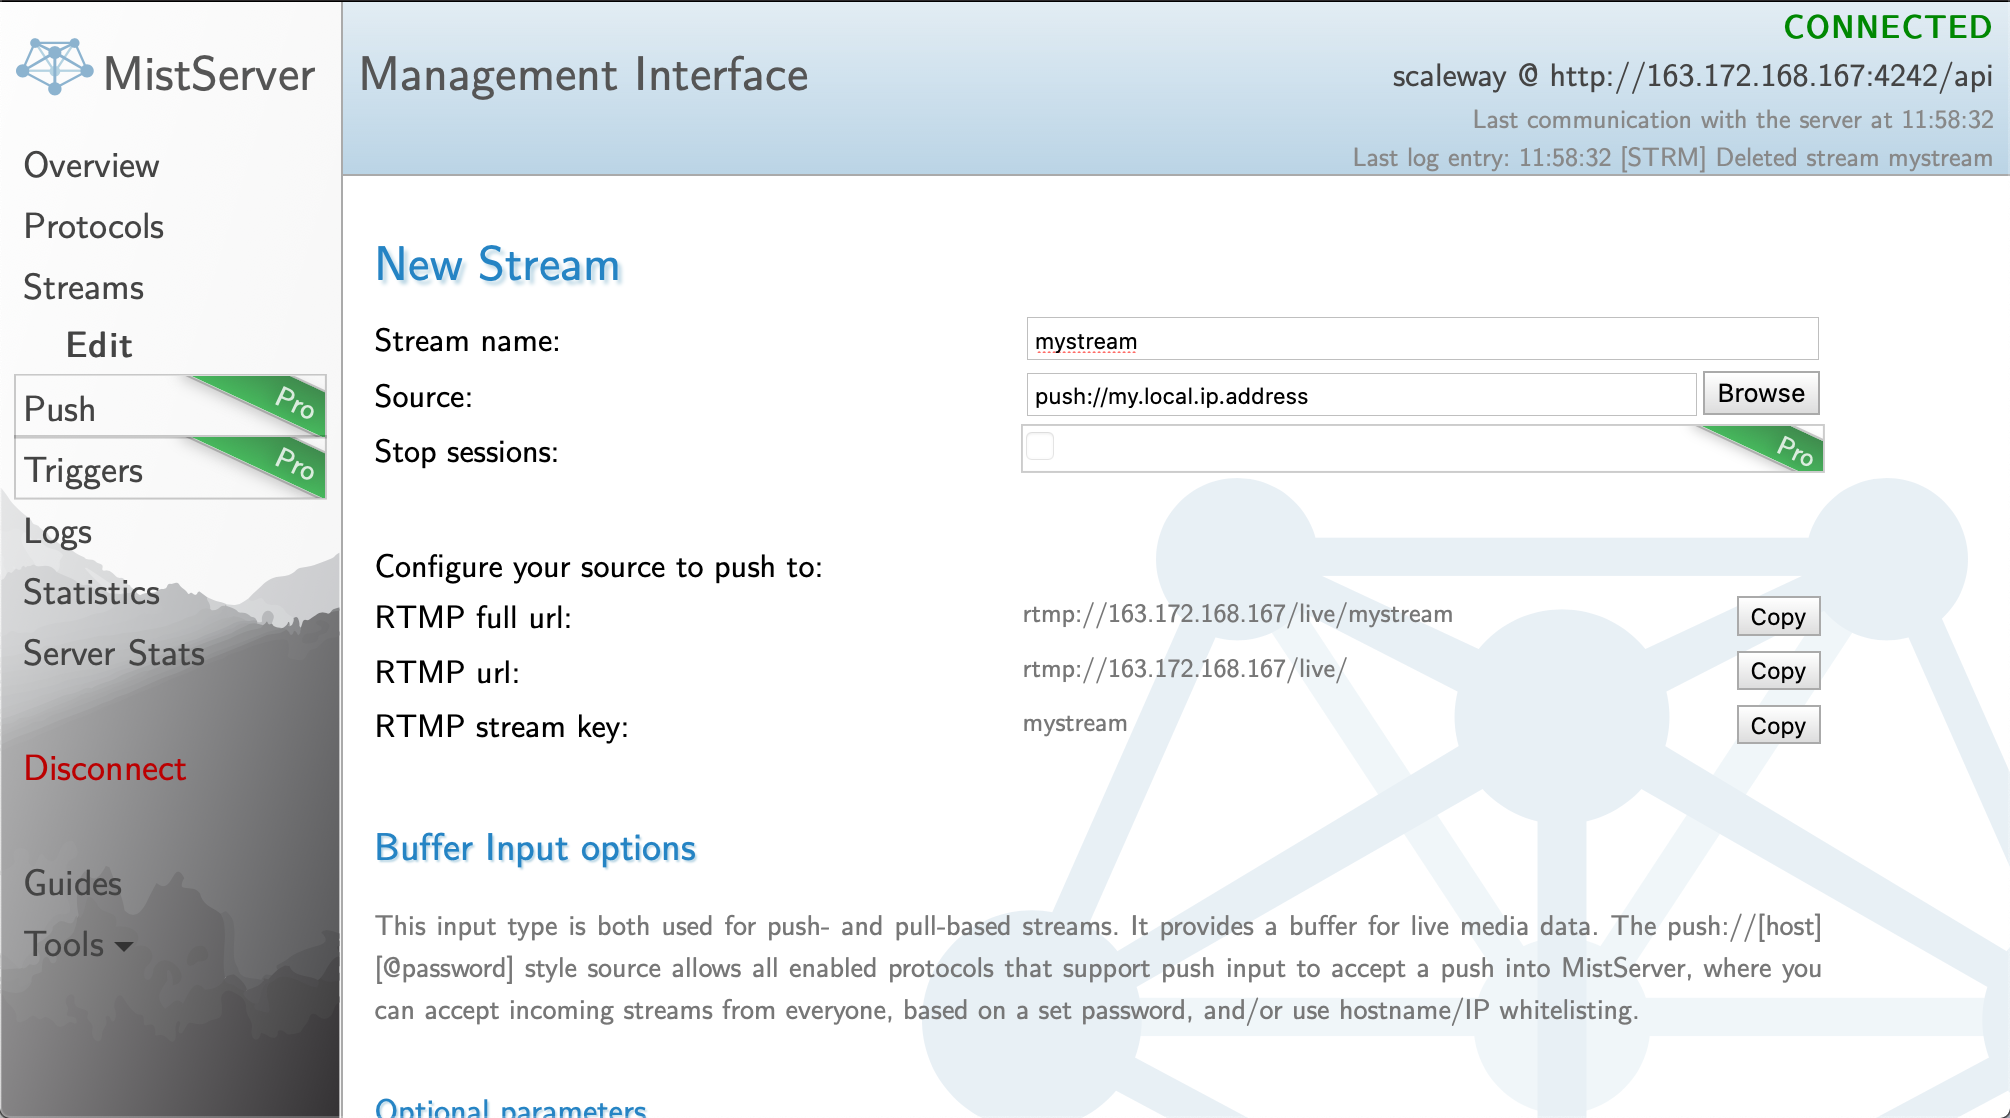 MistServer
Management Interface
CONNECTED
scaleway @ http://163.172.168.167:4242/api
Last communication with the server at 11:58:32
Last log entry: 11:58:32 [STRM] Deleted stream mystream
Overview
Protocols
Streams
Edit
Push Pro
Triggers Pro
Logs
Statistics
Server Stats
Disconnect
Guides
Tools
New Stream
Stream name: mystream
Source: push://my.local.ip.address Browse
Stop sessions: Pro
Configure your source to push to:
RTMP full url: rtmp://163.172.168.167/live/mystream Copy
RTMP url: rtmp://163.172.168.167/live/ Copy
RTMP stream key: mystream Copy
Buffer Input options
This input type is both used for push- and pull-based streams. It provides a buffer for live media data. The push://[host]
[@password] style source allows all enabled protocols that support push input to accept a push into MistServer, where you
can accept incoming streams from everyone, based on a set password, and/or use hostname/IP whitelisting.
Optional parameters